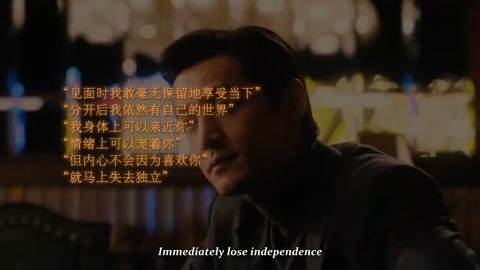 “见面时我敢毫无保留地享受当下”
“分开后我依然有自己的世界”
“我身体上可以亲近你”
“情绪上可以宠着你”
“但内心不会因为喜欢你”
“就马上失去独立”
Immediately lose independence